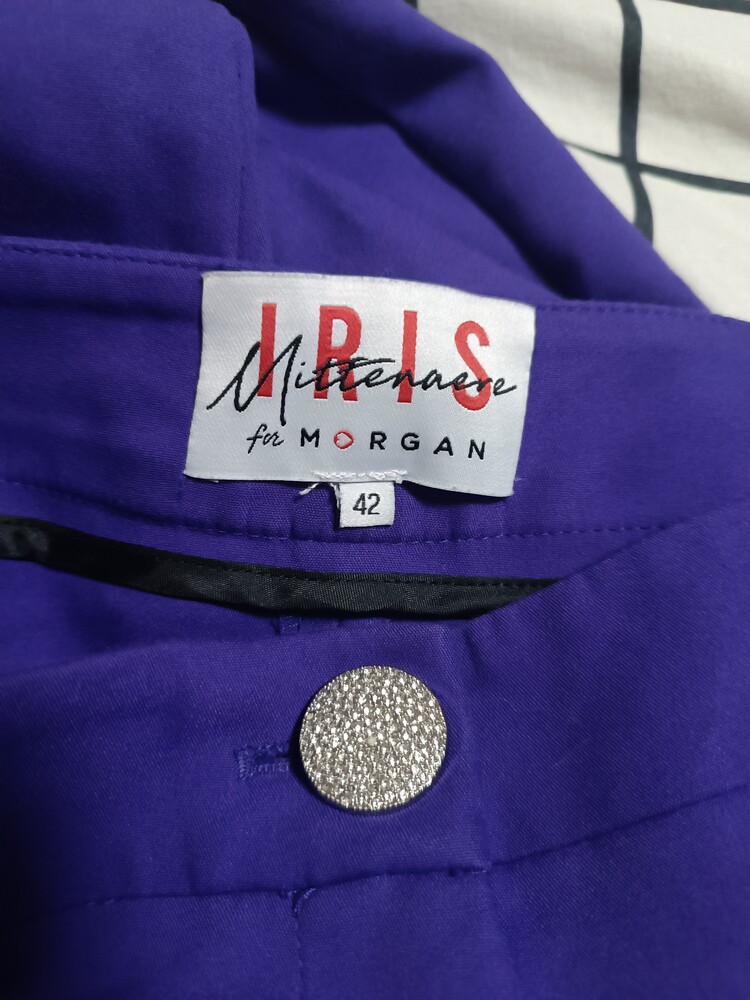 IRIS
Mittenaere
for MORGAN
42